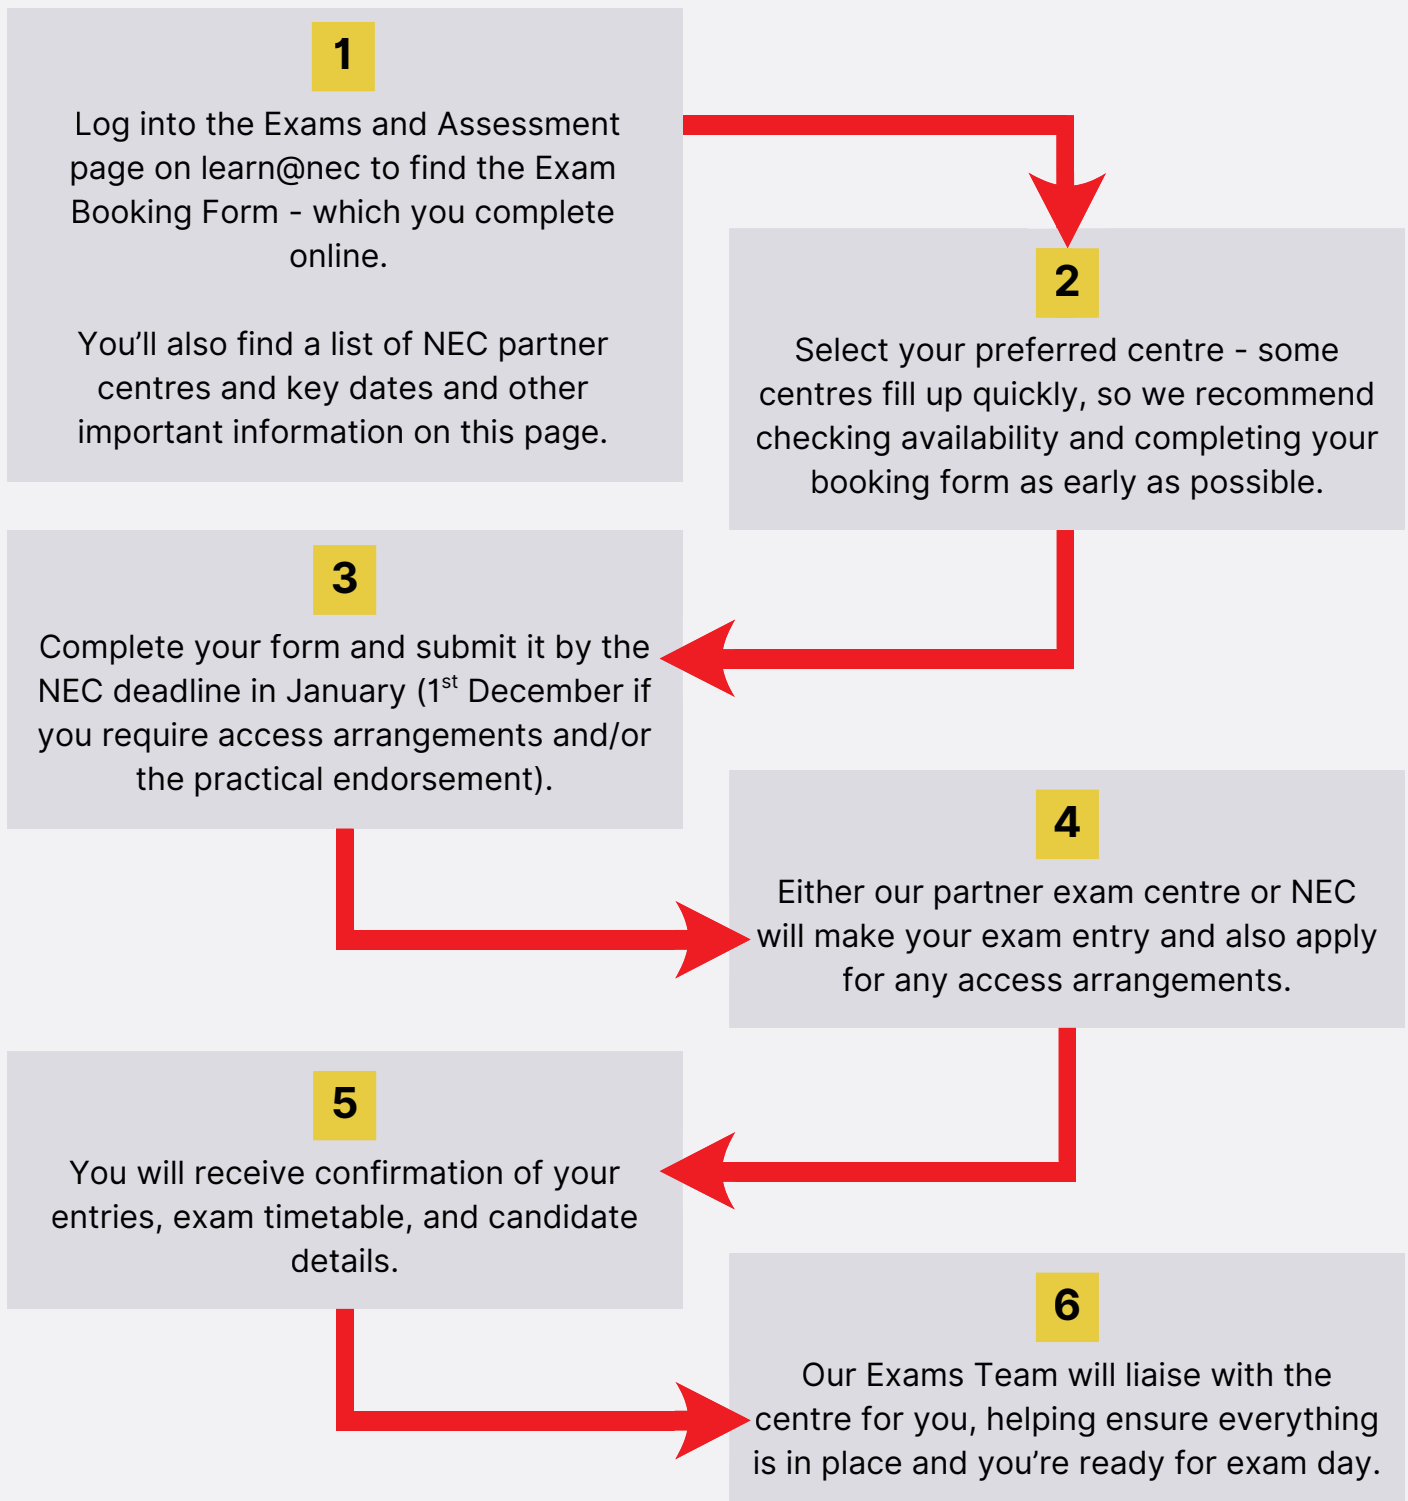 1
Log into the Exams and Assessment
page on learn@nec to find the Exam
Booking Form - which you complete
online.
You’ll also find a list of NEC partner
centres and key dates and other
important information on this page.
2
Select your preferred centre - some
centres fill up quickly, so we recommend
checking availability and completing your
booking form as early as possible.
3
Complete your form and submit it by the
NEC deadline in January (1st December if
you require access arrangements and/or
the practical endorsement).
4
Either our partner exam centre or NEC
will make your exam entry and also apply
for any access arrangements.
5
You will receive confirmation of your
entries, exam timetable, and candidate
details.
6
Our Exams Team will liaise with the
centre for you, helping ensure everything
is in place and you’re ready for exam day.